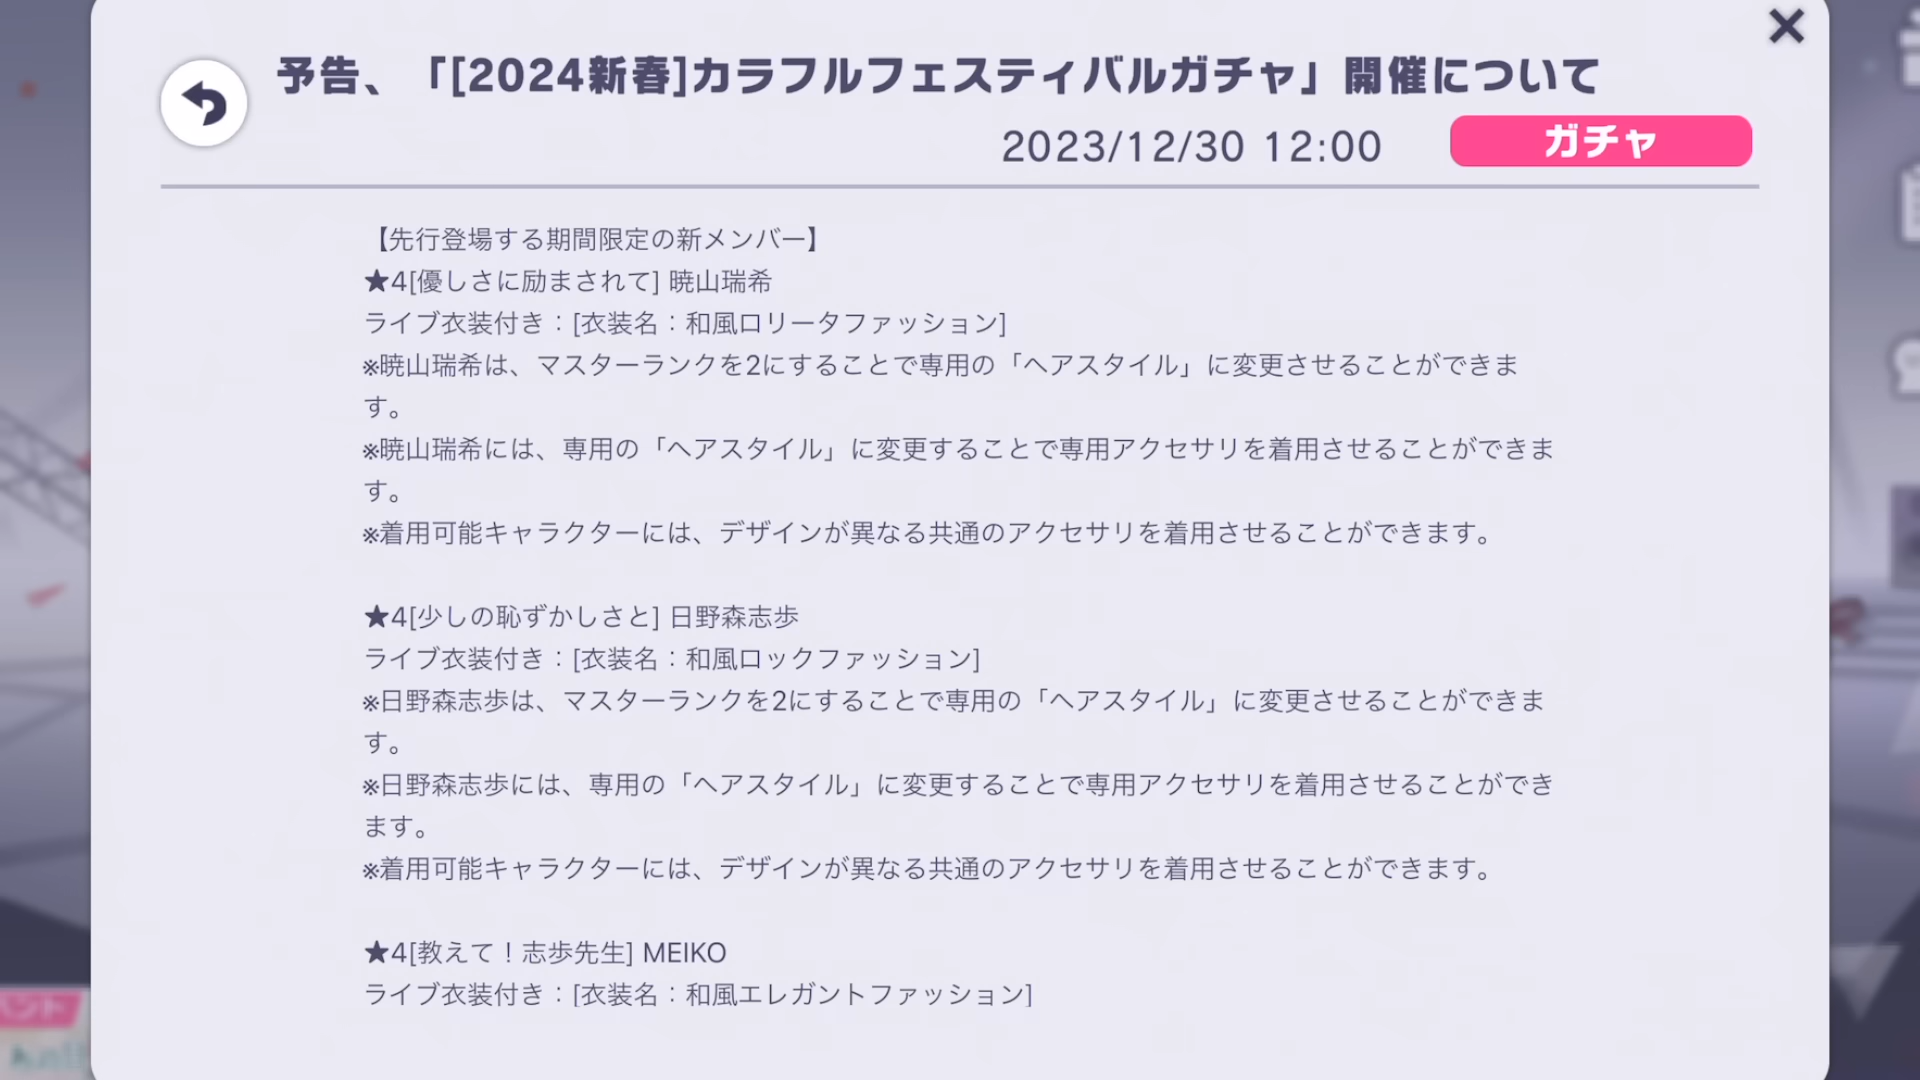 予告、「[2024新春]カラフルフェスティバルガチャ」開催について
2023/12/30 12:00
ガチャ
【先行登場する期間限定の新メンバー】
★4[優しさに励まされて] 暁山瑞希
ライブ衣装付き：[衣装名：和風ロリータファッション]
※暁山瑞希は、マスターランクを2にすることで専用の「ヘアスタイル」に変更させることができま
す。
※暁山瑞希には、専用の「ヘアスタイル」に変更することで専用アクセサリを着用させることができま
す。
※着用可能キャラクターには、デザインが異なる共通のアクセサリを着用させることができます。
★4[少しの恥ずかしさと] 日野森志歩
ライブ衣装付き：[衣装名：和風ロックファッション]
※日野森志歩は、マスターランクを2にすることで専用の「ヘアスタイル」に変更させることができま
す。
※日野森志歩には、専用の「ヘアスタイル」に変更することで専用アクセサリを着用させることができ
ます。
※着用可能キャラクターには、デザインが異なる共通のアクセサリを着用させることができます。
★4[教えて！志歩先生] MEIKO
ライブ衣装付き：[衣装名：和風エレガントファッション]